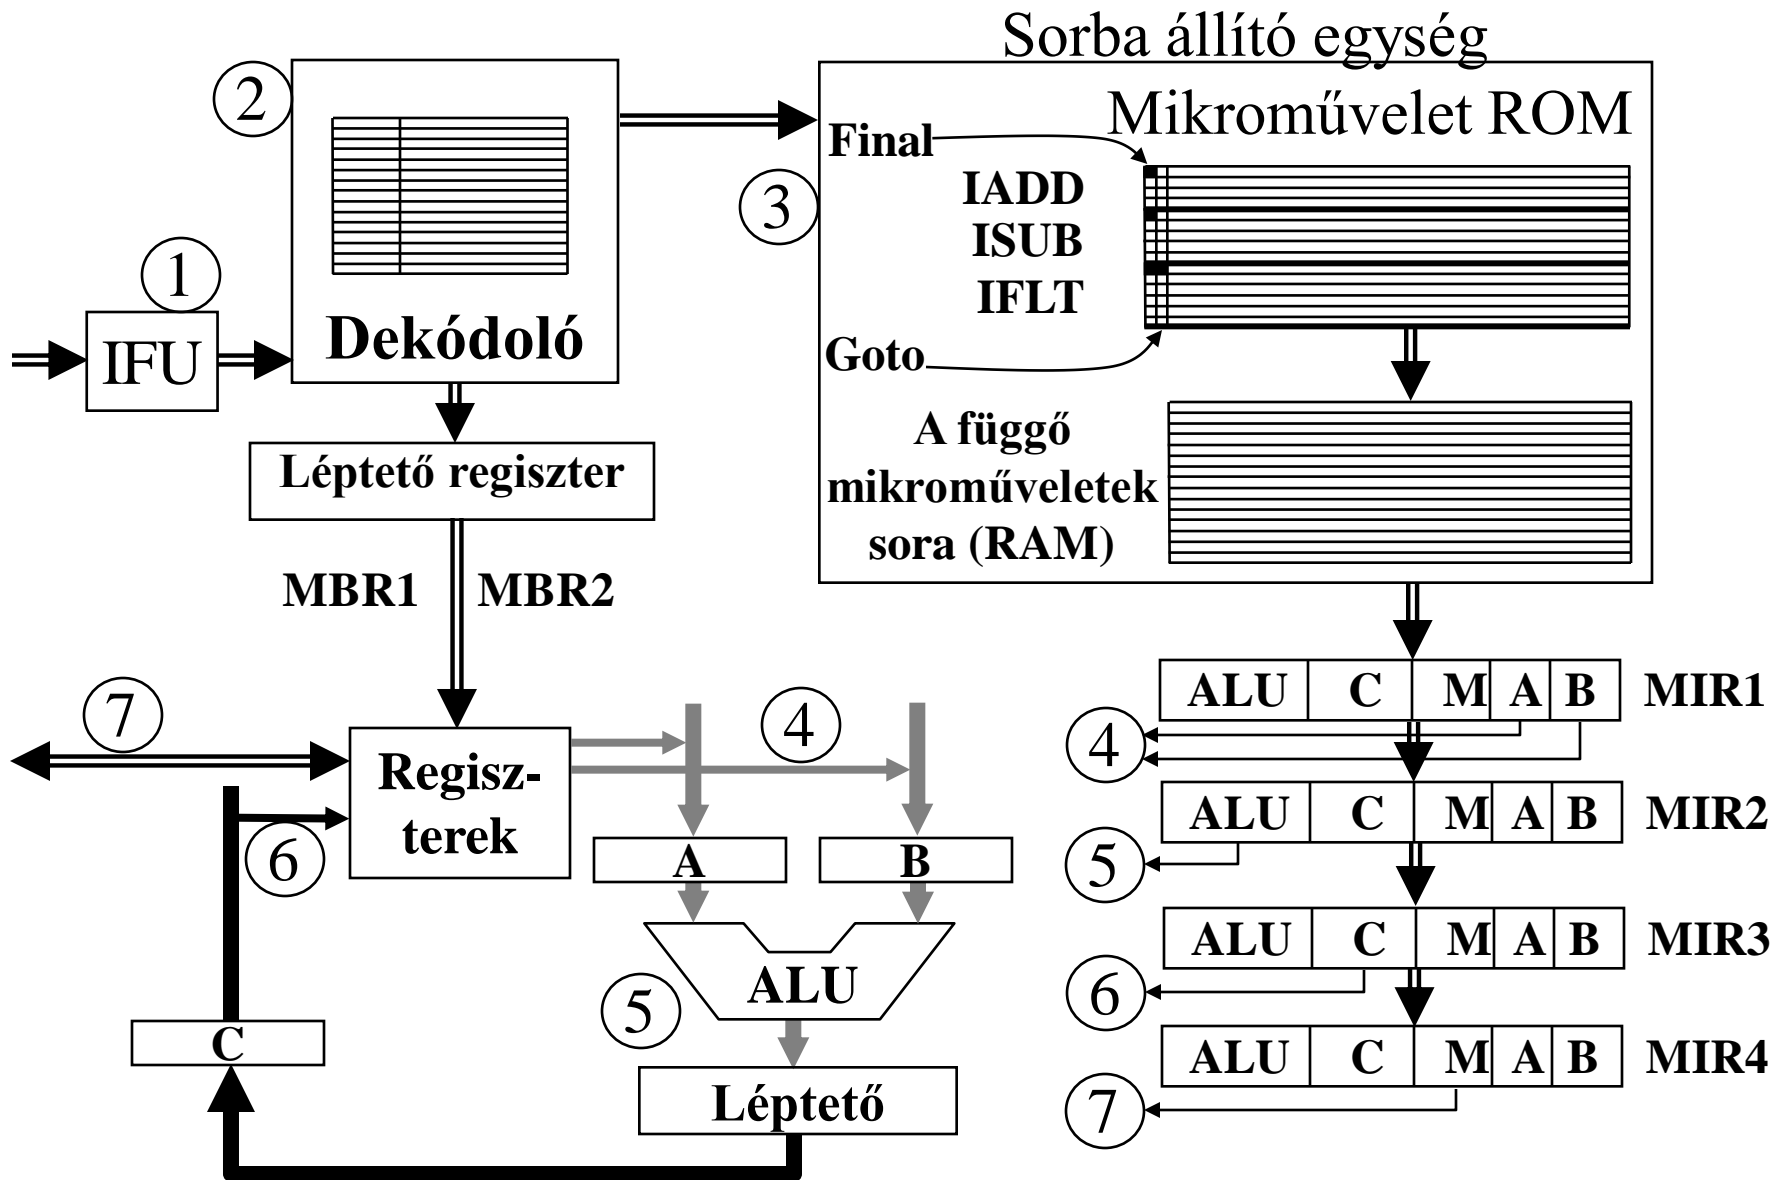 Sorba állító egység
Mikroművelet ROM
2
Final
3
IADD
ISUB
IFLT
1
Dekódoló
IFU
Goto
A függő
mikroműveletek
sora (RAM)
Léptető regiszter
MBR1 MBR2
ALU C M A B MIR1
7
4
4
Regisz-
terek
ALU C M A B MIR2
6
5
A
B
ALU C M A B MIR3
ALU
5
6
C
ALU C M A B MIR4
Léptető
7